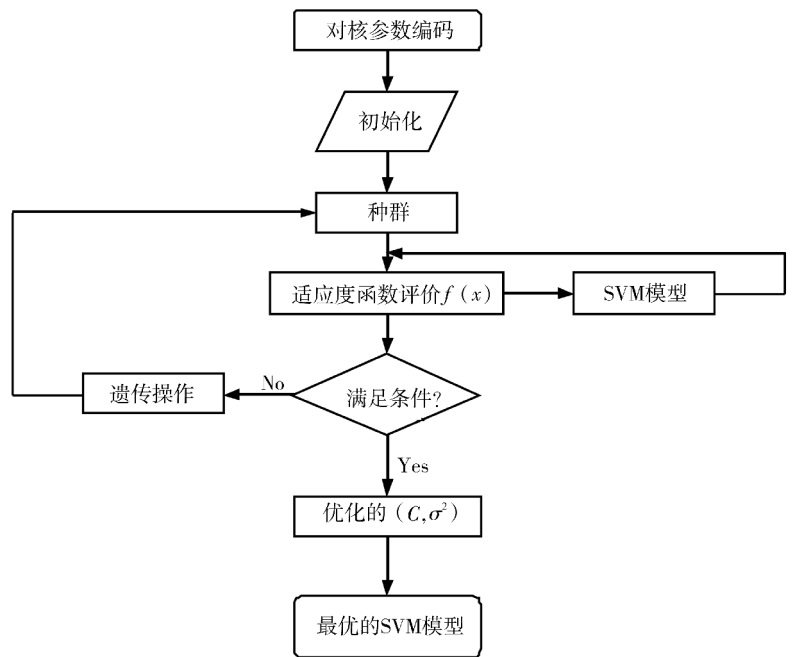 对核参数编码
初始化
种群
适应度函数评价f(x)
SVM模型
遗传操作
No
满足条件?
Yes
优化的(C,σ²)
最优的SVM模型